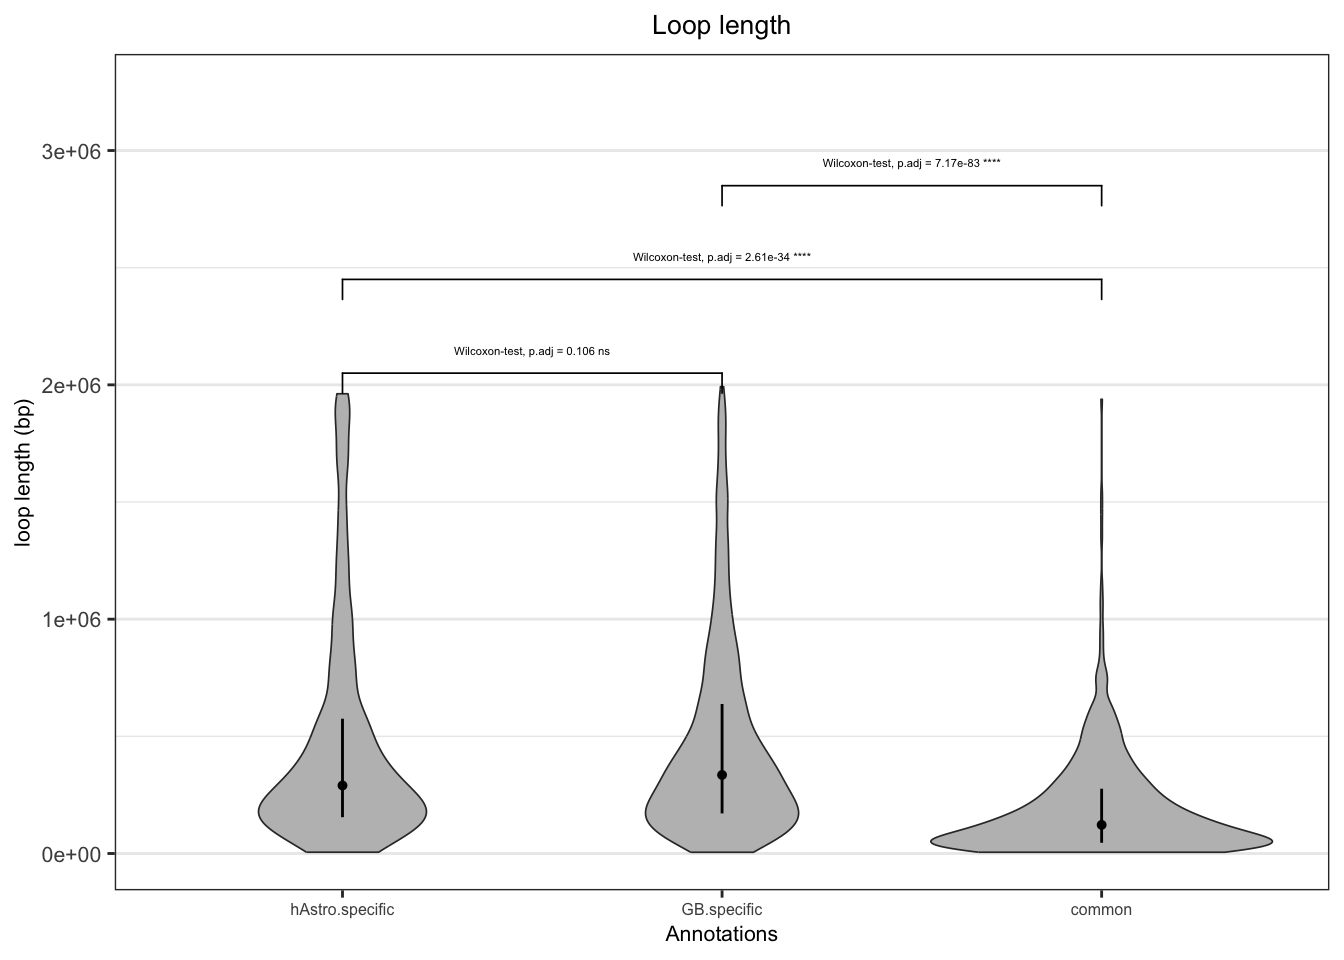 Loop length
3e+06
Wilcoxon-test, p.adj = 7.17e-83 ****
Wilcoxon-test, p.adj = 2.61e-34 ****
Wilcoxon-test, p.adj = 0.106 ns
2e+06
loop length (bp)
1e+06
0e+00
hAstro.specific
GB.specific
common
Annotations